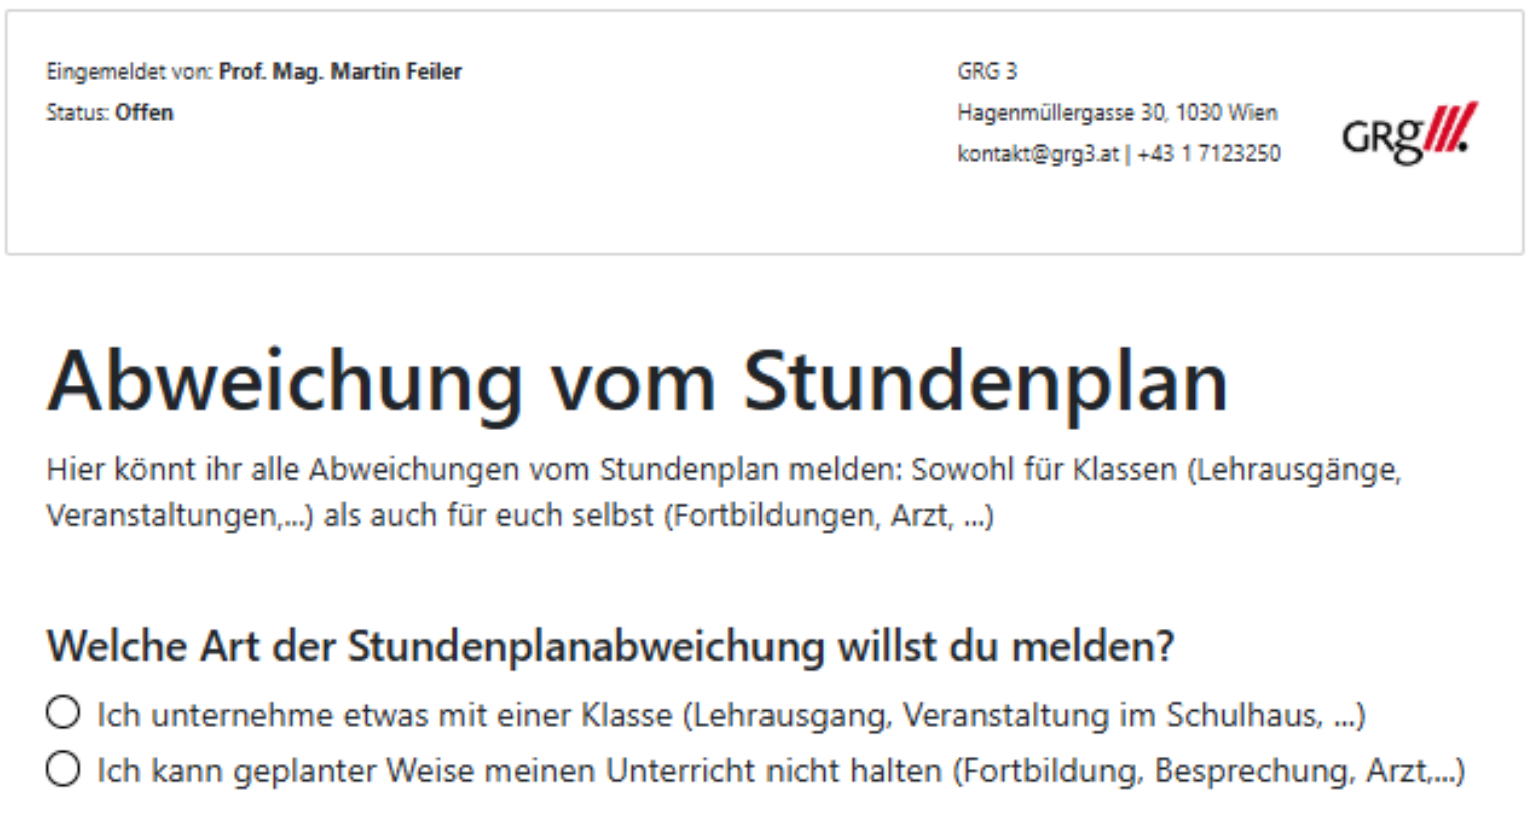 Eingemeldet von: Prof. Mag. Martin Feiler
Status: Offen
GRG 3
Hagenmüllergasse 30, 1030 Wien
kontakt@grg3.at | +43 1 7123250
GRg///.
Abweichung vom Stundenplan
Hier könnt ihr alle Abweichungen vom Stundenplan melden: Sowohl für Klassen (Lehrausgänge,
Veranstaltungen,...) als auch für euch selbst (Fortbildungen, Arzt, ...)
Welche Art der Stundenplanabweichung willst du melden?
Ich unternehme etwas mit einer Klasse (Lehrausgang, Veranstaltung im Schulhaus, ...)
Ich kann geplanter Weise meinen Unterricht nicht halten (Fortbildung, Besprechung, Arzt,...)